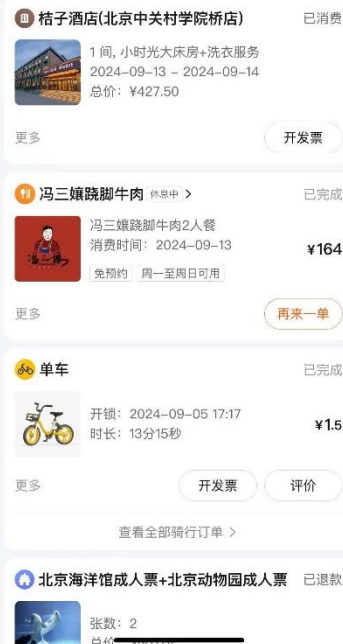 桔子酒店(北京中关村学院桥店)
已消费
1 间, 小时光大床房+洗衣服务
2024-09-13 - 2024-09-14
总价：¥427.50
更多
开发票
冯三孃跷脚牛肉 休息中 >
已完成
冯三孃跷脚牛肉2人餐
消费时间：2024-09-13
¥164
免预约 周一至周日可用
更多
再来一单
单车
已完成
开锁：2024-09-05 17:17
时长：13分15秒
¥1.5
更多
开发票
评价
查看全部骑行订单 >
北京海洋馆成人票+北京动物园成人票
已退款
张数：2